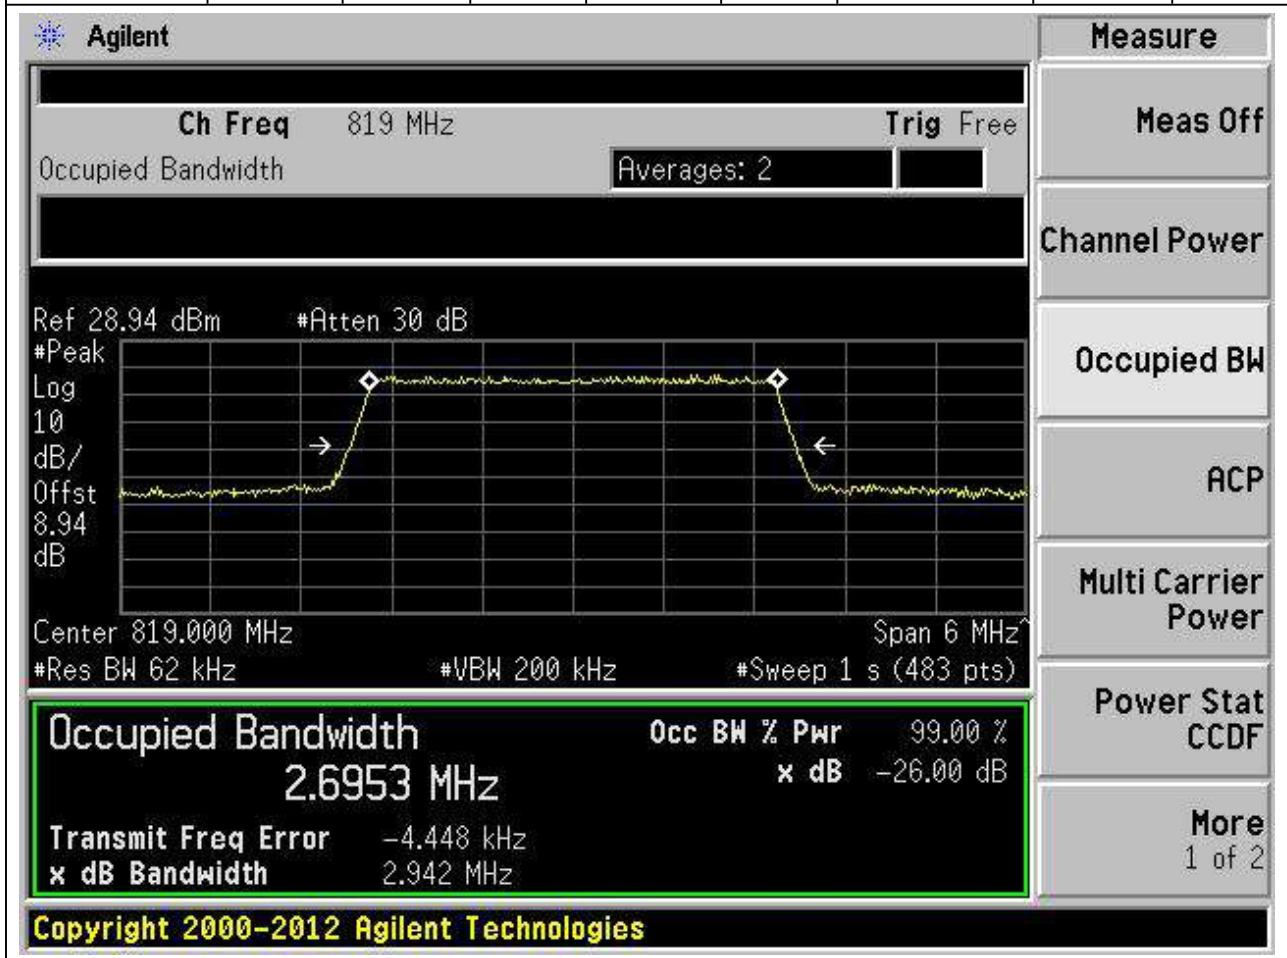 Agilent
Measure
Ch Freq 819 MHz Trig Free
Occupied Bandwidth Averages: 2
Meas Off
Channel Power
Occupied BW
ACP
Multi Carrier
Power
Power Stat
CCDF
More
1 of 2
Ref 28.94 dBm #Atten 30 dB
#Peak
Log
10
dB/
Offst
8.94
dB
Center 819.000 MHz Span 6 MHz^
#Res BW 62 kHz #VBW 200 kHz #Sweep 1 s (483 pts)
Occupied Bandwidth Occ BW % Pwr 99.00 %
2.6953 MHz x dB -26.00 dB
Transmit Freq Error -4.448 kHz
x dB Bandwidth 2.942 MHz
Copyright 2000-2012 Agilent Technologies